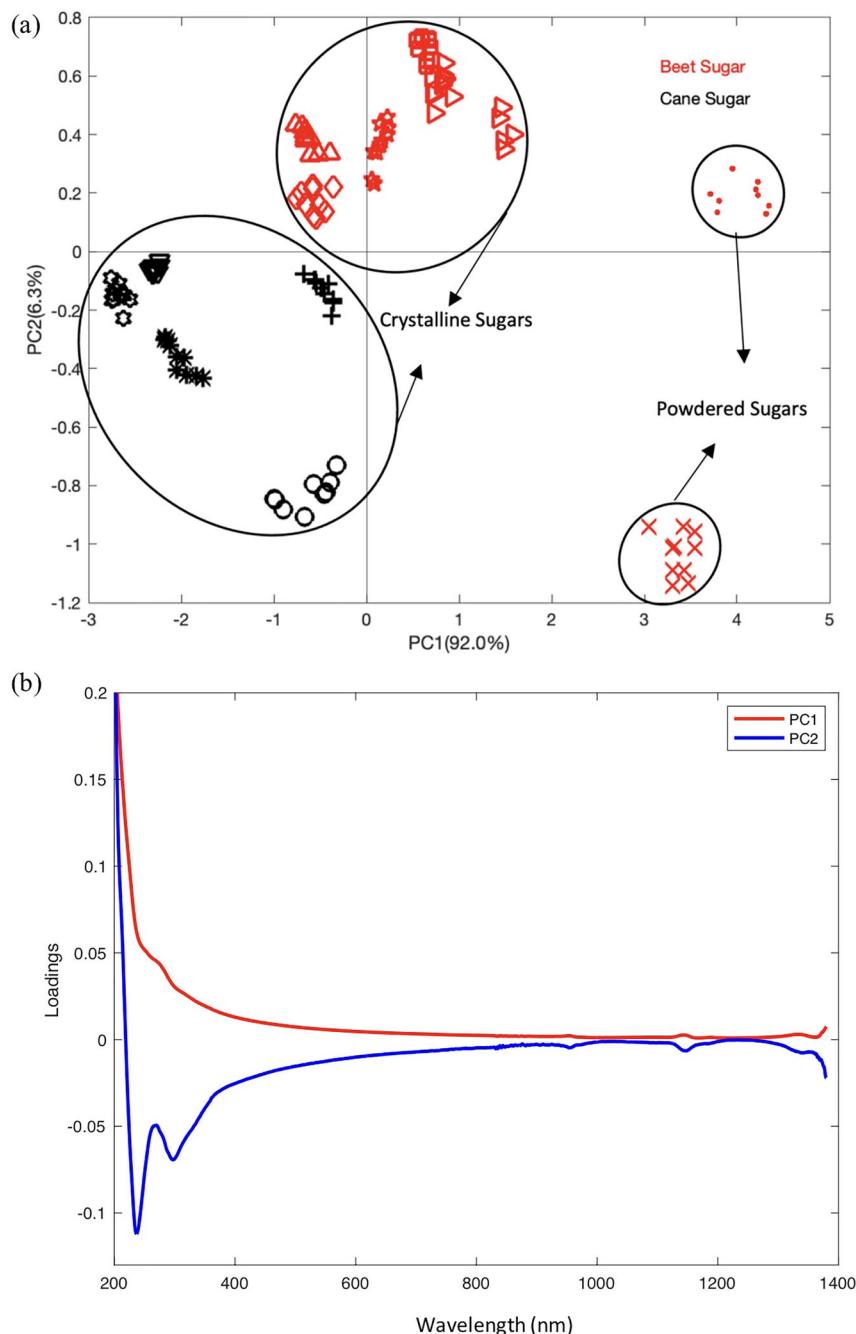 (a)
0.8
0.6
0.4
0.2
0
-0.2
-0.4
-0.6
-0.8
-1
-1.2
PC2(6.3%)
Beet Sugar
Cane Sugar
Crystalline Sugars
Powdered Sugars
-3 -2 -1 0 1 2 3 4 5
PC1(92.0%)
(b)
0.2
0.15
0.1
0.05
0
-0.05
-0.1
Loadings
PC1
PC2
200 400 600 800 1000 1200 1400
Wavelength (nm)